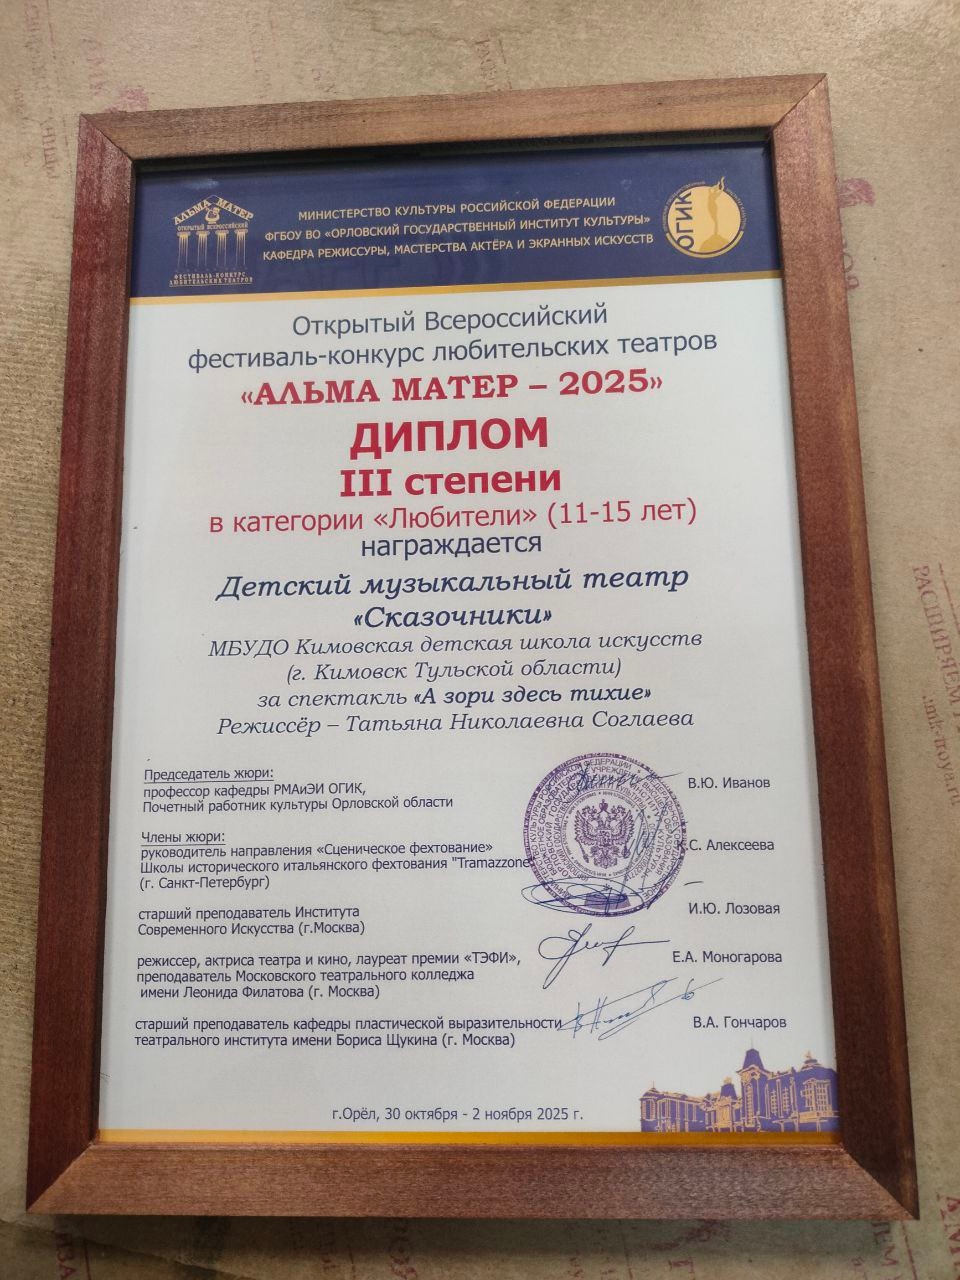 АЛЬМА МАТЕР
ОТКРЫТЫЙ ВСЕРОССИЙСКИЙ
ФЕСТИВАЛЬ-КОНКУРС
ЛЮБИТЕЛЬСКИХ ТЕАТРОВ
МИНИСТЕРСТВО КУЛЬТУРЫ РОССИЙСКОЙ ФЕДЕРАЦИИ
ФГБОУ ВО «ОРЛОВСКИЙ ГОСУДАРСТВЕННЫЙ ИНСТИТУТ КУЛЬТУРЫ»
КАФЕДРА РЕЖИССУРЫ, МАСТЕРСТВА АКТЁРА И ЭКРАННЫХ ИСКУССТВ
ОГИК
Открытый Всероссийский
фестиваль-конкурс любительских театров
«АЛЬМА МАТЕР – 2025»
ДИПЛОМ
III степени
в категории «Любители» (11-15 лет)
награждается
Детский музыкальный театр
«Сказочники»
МБУДО Кимовская детская школа искусств
(г. Кимовск Тульской области)
за спектакль «А зори здесь тихие»
Режиссёр – Татьяна Николаевна Соглаева
Председатель жюри:
профессор кафедры РМАиЭИ ОГИК,
Почетный работник культуры Орловской области
В.Ю. Иванов
Члены жюри:
руководитель направления «Сценическое фехтование»
Школы исторического итальянского фехтования "Tramazzone"
(г. Санкт-Петербург)
К.С. Алексеева
старший преподаватель Института
Современного Искусства (г.Москва)
И.Ю. Лозовая
режиссер, актриса театра и кино, лауреат премии «ТЭФИ»,
преподаватель Московского театрального колледжа
имени Леонида Филатова (г. Москва)
Е.А. Моногарова
старший преподаватель кафедры пластической выразительности
театрального института имени Бориса Щукина (г. Москва)
В.А. Гончаров
г.Орёл, 30 октября - 2 ноября 2025 г.
РАСШИРЯЕМ